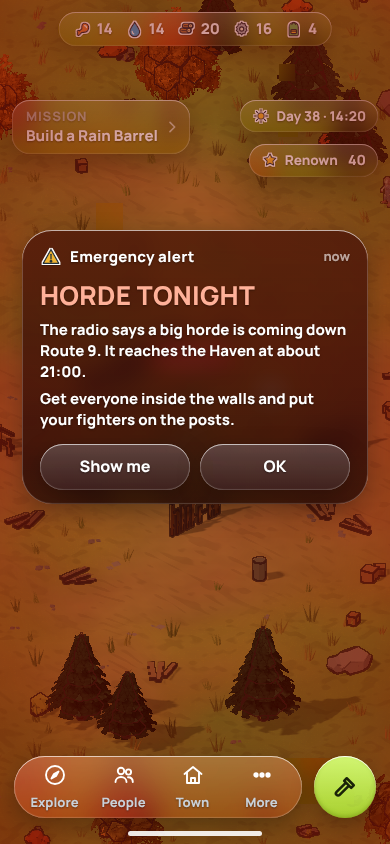 14 14 20 16 4
MISSION
Build a Rain Barrel
Day 38 · 14:20
Renown 40
Emergency alert now
HORDE TONIGHT
The radio says a big horde is coming down
Route 9. It reaches the Haven at about
21:00.
Get everyone inside the walls and put
your fighters on the posts.
Show me OK
Explore People Town More